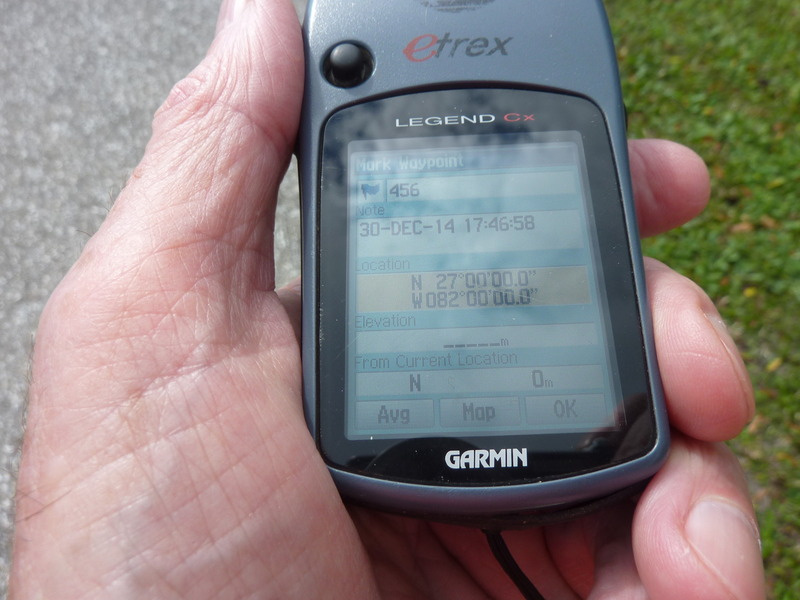 etrex
LEGEND Cx
Mark Waypoint
456
Note
30-DEC-14 17:46:58
Location
N 27°00'00.0"
W082°00'00.0"
Elevation
_____m
From Current Location
N 0m
Avg Map OK
GARMIN